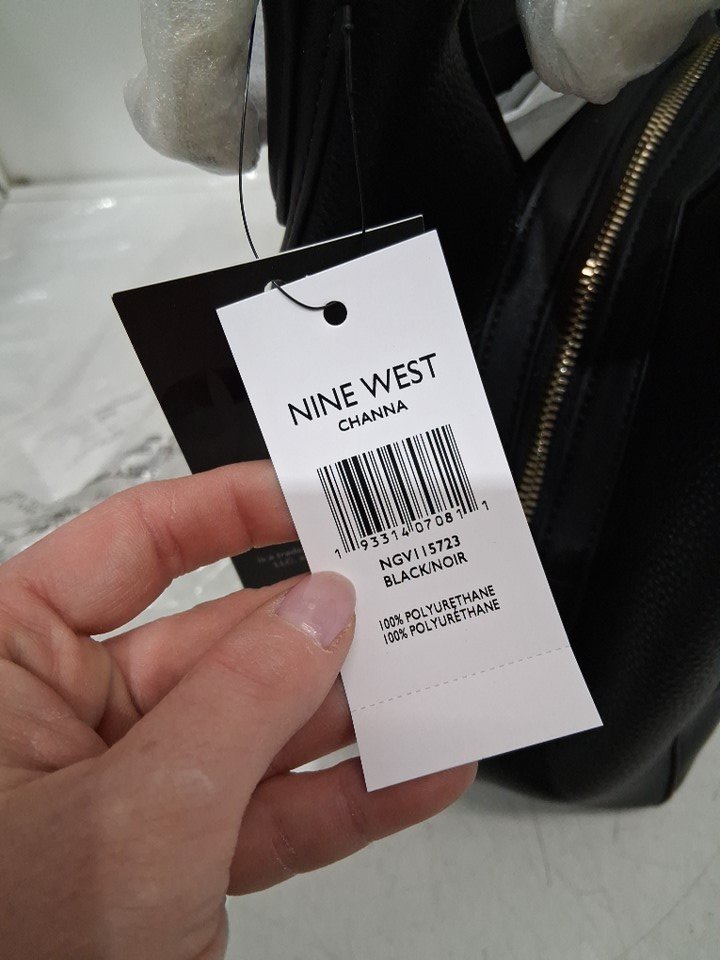 NINE WEST
CHANNA
1 93314 07081 1
NGV115723
BLACK/NOIR
100% POLYURETHANE
100% POLYURÉTHANE